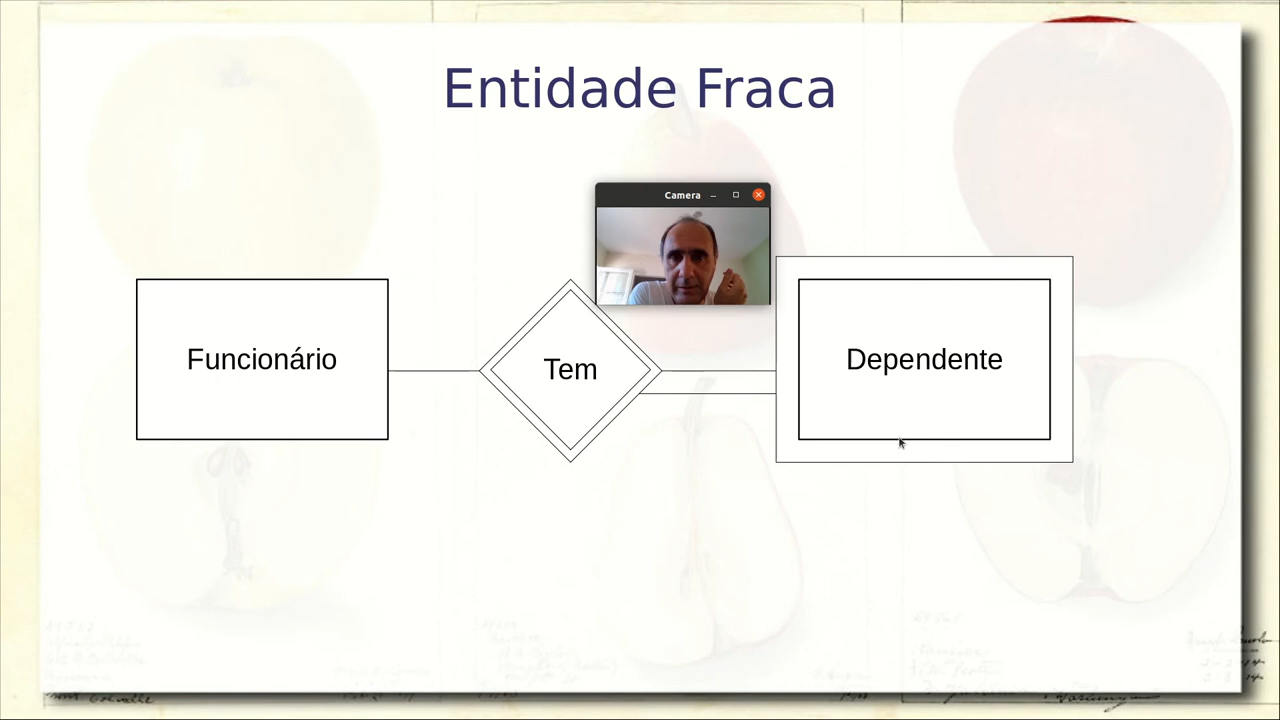 Entidade Fraca
Camera
Funcionário
Tem
Dependente